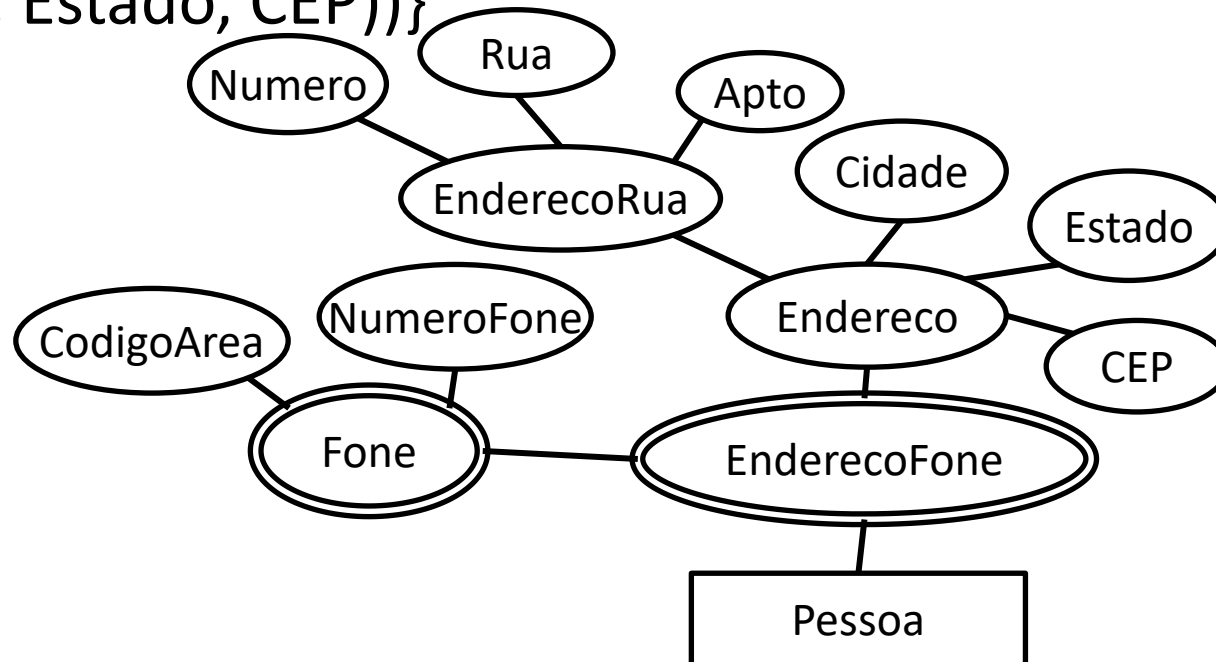 Estado, CEP))}
Rua
Numero
Apto
Cidade
EnderecoRua
Estado
NumeroFone
Endereco
CodigoArea
CEP
Fone
EnderecoFone
Pessoa